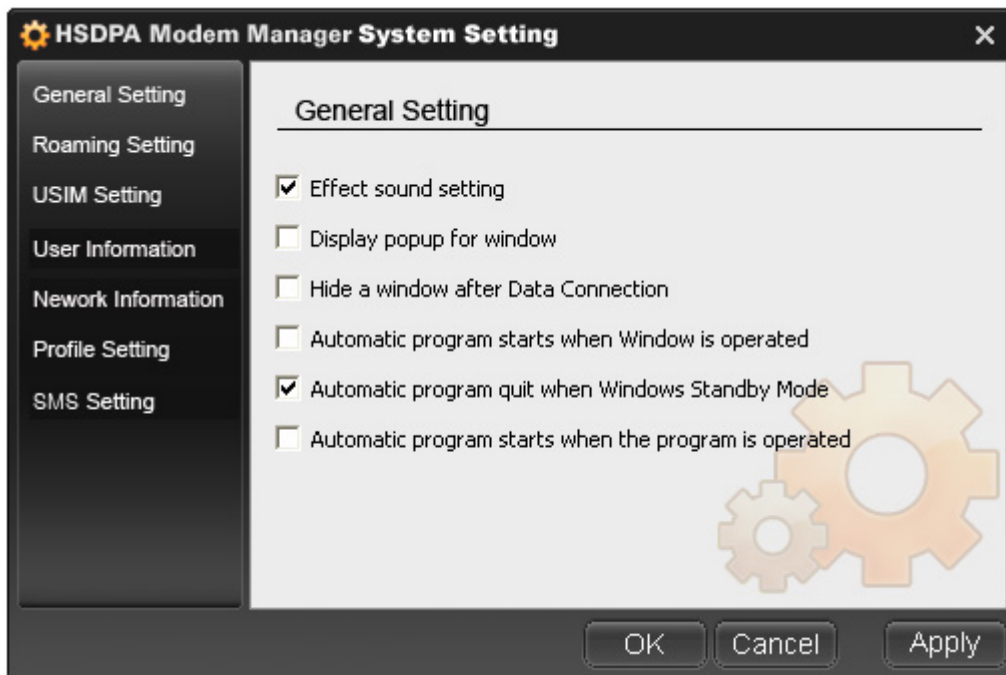 HSDPA Modem Manager System Setting
General Setting
Roaming Setting
USIM Setting
User Information
Nework Information
Profile Setting
SMS Setting
General Setting
Effect sound setting
Display popup for window
Hide a window after Data Connection
Automatic program starts when Window is operated
Automatic program quit when Windows Standby Mode
Automatic program starts when the program is operated
OK
Cancel
Apply